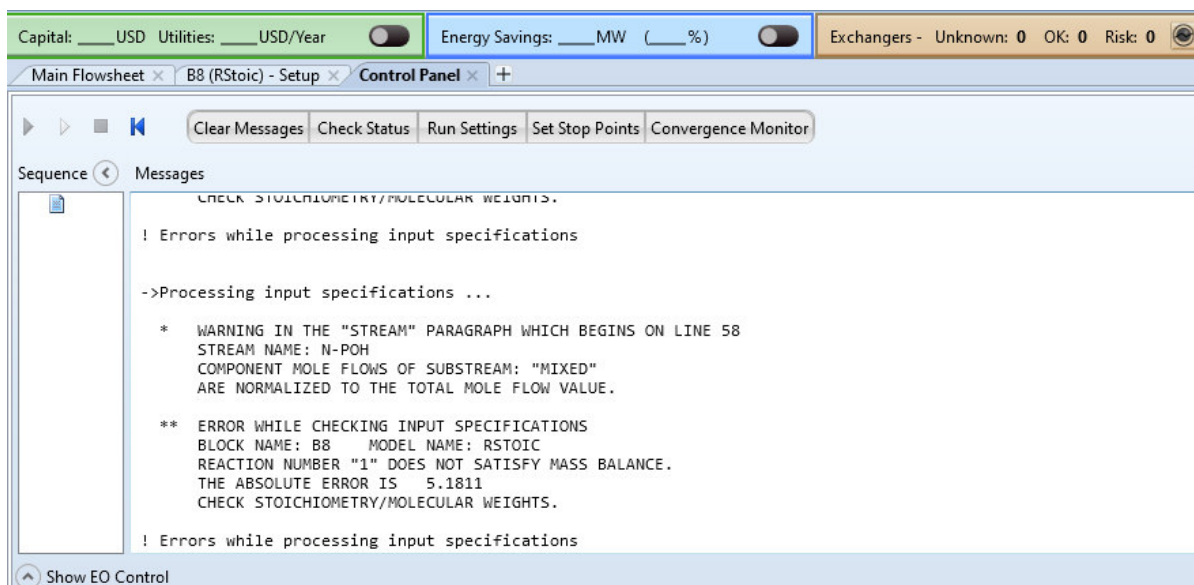 Capital: ____USD Utilities: ____USD/Year Energy Savings: ____MW (___%) Exchangers - Unknown: 0 OK: 0 Risk: 0
Main Flowsheet × B8 (RStoic) - Setup × Control Panel × +
Clear Messages Check Status Run Settings Set Stop Points Convergence Monitor
Sequence Messages
CHECK STOICHIOMETRY/MOLECULAR WEIGHTS.
! Errors while processing input specifications
->Processing input specifications ...
* WARNING IN THE "STREAM" PARAGRAPH WHICH BEGINS ON LINE 58
STREAM NAME: N-POH
COMPONENT MOLE FLOWS OF SUBSTREAM: "MIXED"
ARE NORMALIZED TO THE TOTAL MOLE FLOW VALUE.
** ERROR WHILE CHECKING INPUT SPECIFICATIONS
BLOCK NAME: B8 MODEL NAME: RSTOIC
REACTION NUMBER "1" DOES NOT SATISFY MASS BALANCE.
THE ABSOLUTE ERROR IS 5.1811
CHECK STOICHIOMETRY/MOLECULAR WEIGHTS.
! Errors while processing input specifications
Show EO Control